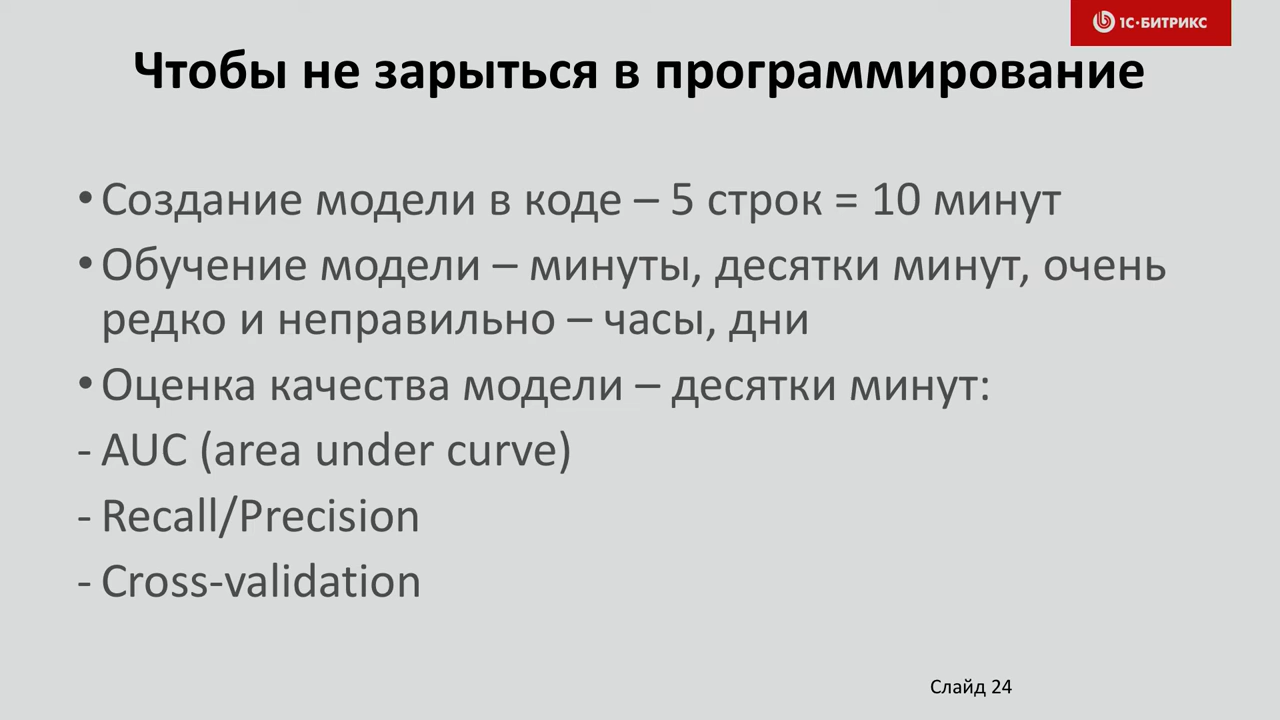 1С·БИТРИКС
Чтобы не зарыться в программирование
• Создание модели в коде – 5 строк = 10 минут
• Обучение модели – минуты, десятки минут, очень
редко и неправильно – часы, дни
• Оценка качества модели – десятки минут:
- AUC (area under curve)
- Recall/Precision
- Cross-validation
Слайд 24